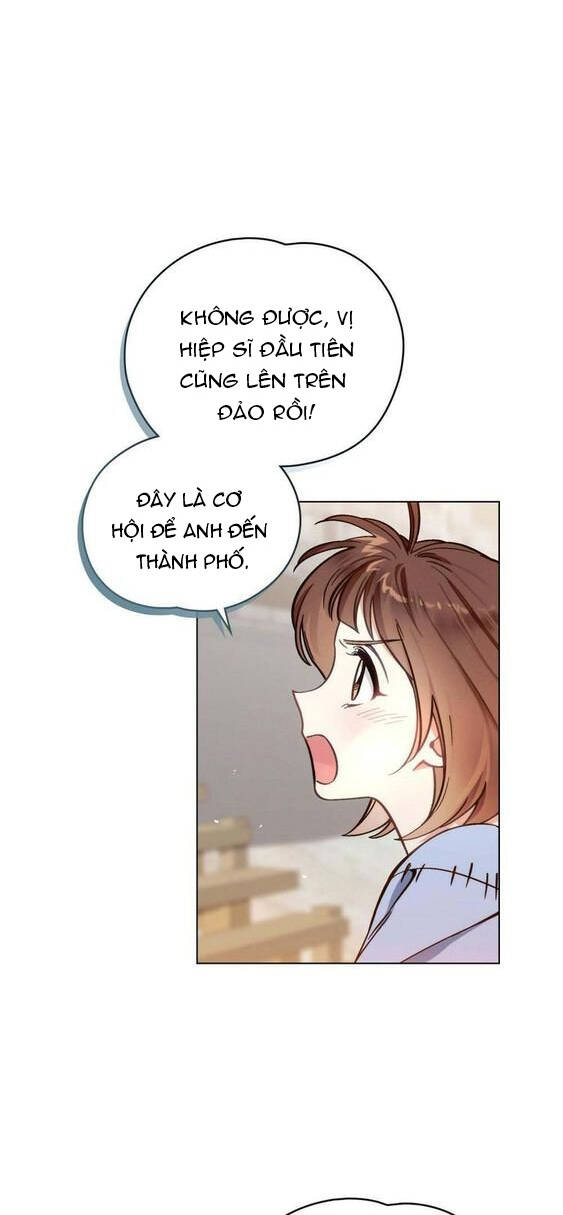 KHÔNG ĐƯỢC, VỊ
HIỆP SĨ ĐẦU TIÊN
CŨNG LÊN TRÊN
ĐẢO RỒI!
ĐÂY LÀ CƠ
HỘI ĐỂ ANH ĐẾN
THÀNH PHỐ.